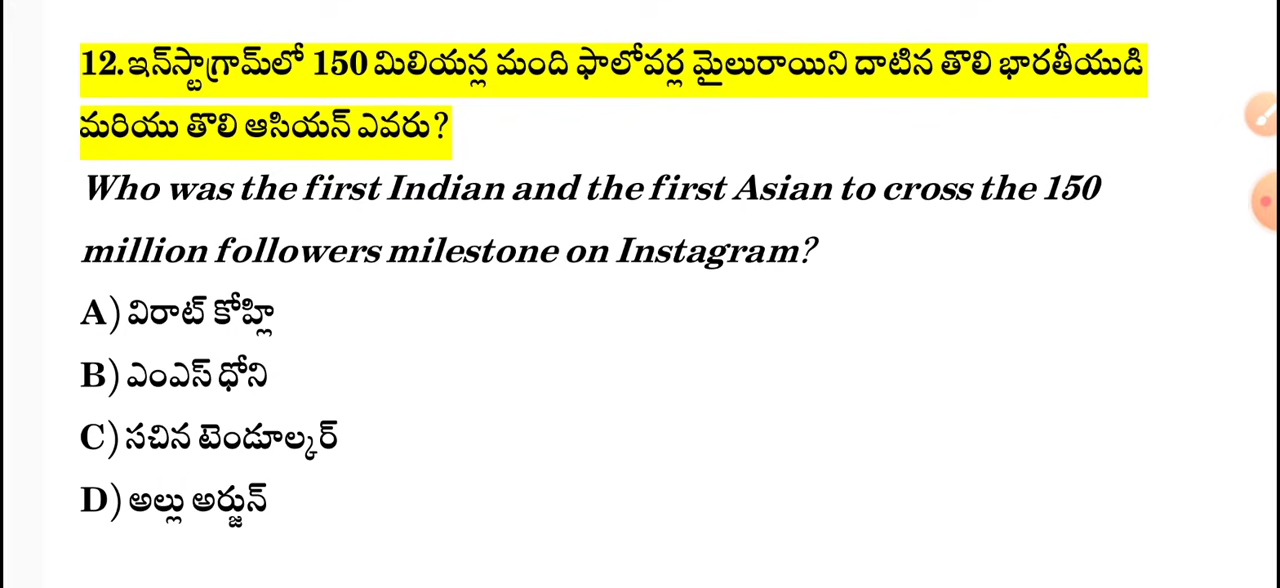 12.ఇన్‌స్టాగ్రామ్‌లో 150 మిలియన్ల మంది ఫాలోవర్ల మైలురాయిని దాటిన తొలి భారతీయుడి
మరియు తొలి ఆసియన్ ఎవరు?
Who was the first Indian and the first Asian to cross the 150
million followers milestone on Instagram?
A) విరాట్ కోహ్లి
B) ఎంఎస్ ధోని
C) సచిన టెండూల్కర్
D) అల్లు అర్జున్